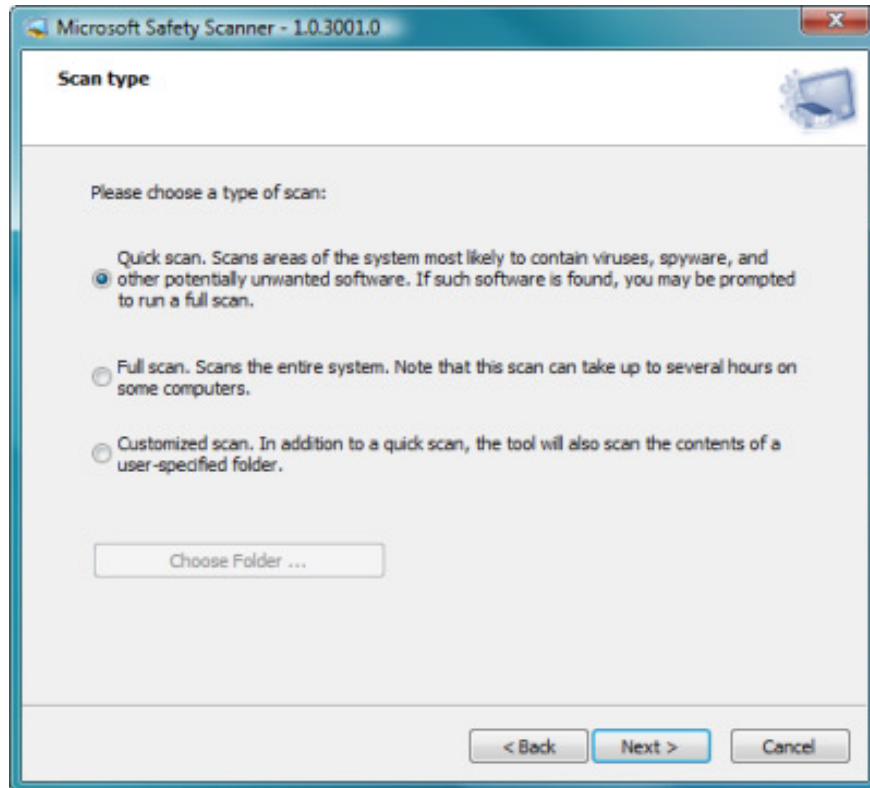 Microsoft Safety Scanner - 1.0.3001.0
Scan type
Please choose a type of scan:
Quick scan. Scans areas of the system most likely to contain viruses, spyware, and
other potentially unwanted software. If such software is found, you may be prompted
to run a full scan.
Full scan. Scans the entire system. Note that this scan can take up to several hours on
some computers.
Customized scan. In addition to a quick scan, the tool will also scan the contents of a
user-specified folder.
Choose Folder ...
< Back Next > Cancel